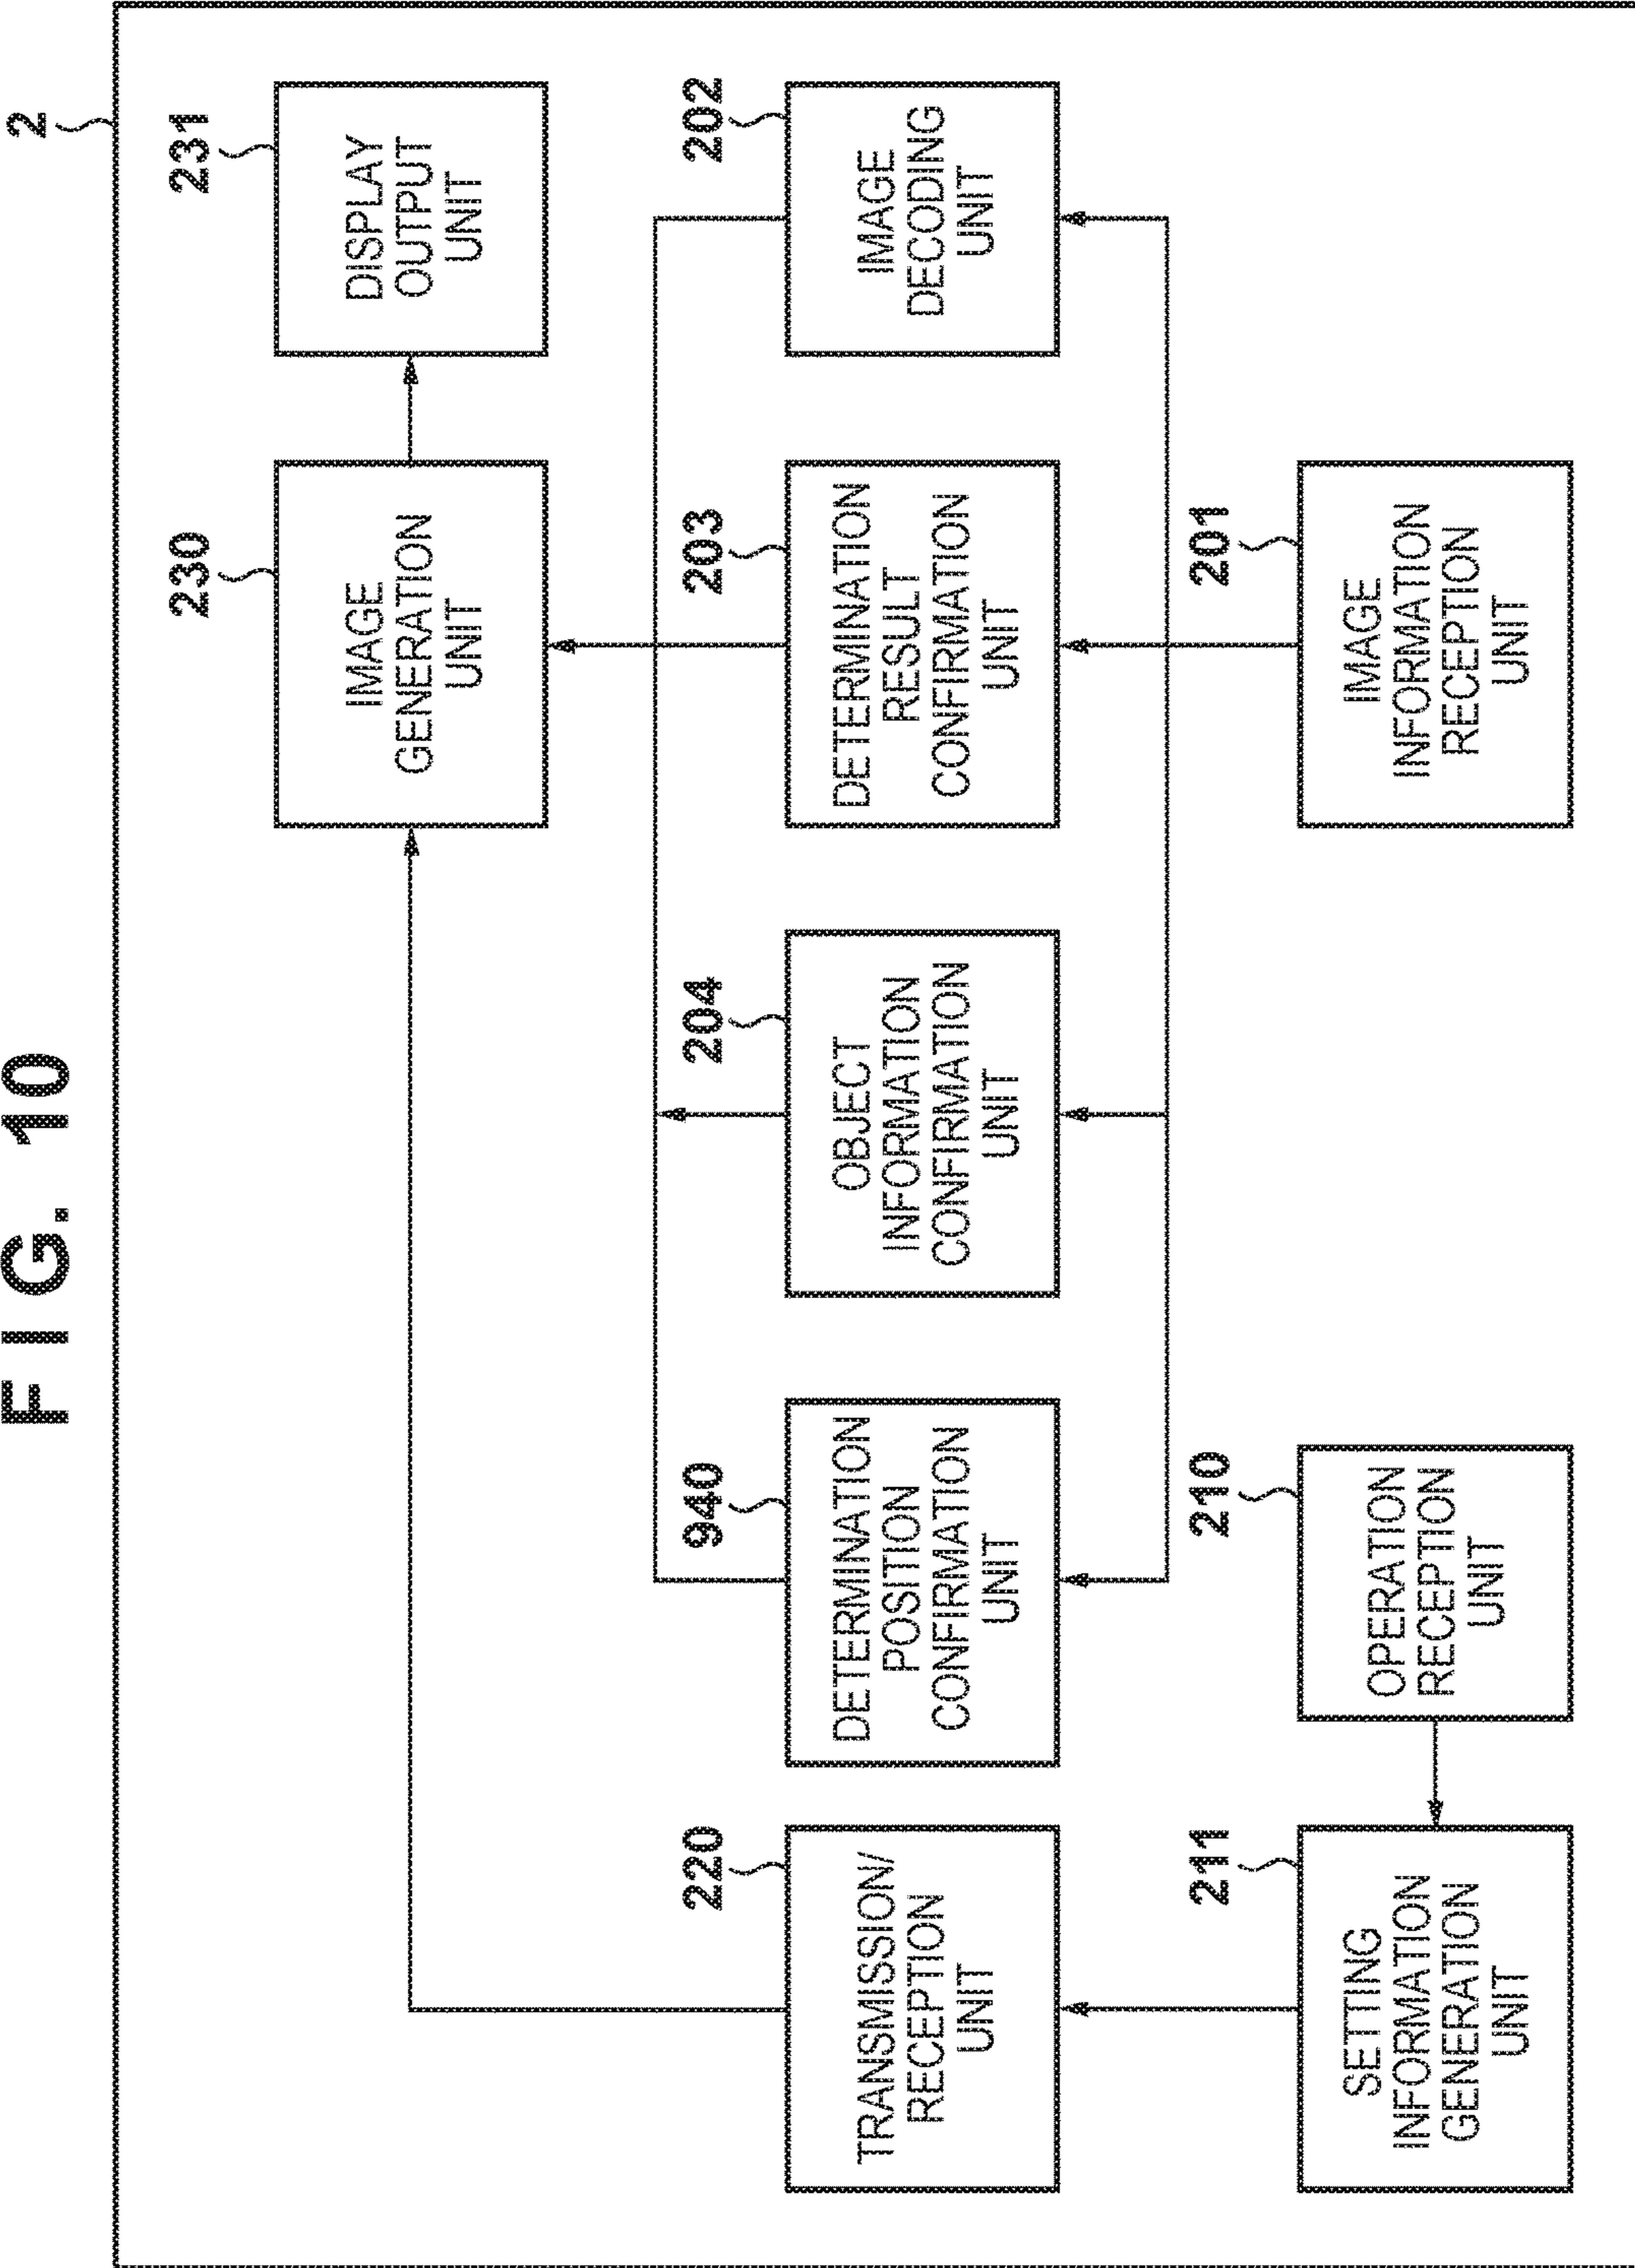 FIG. 10
2
220
TRANSMISSION/
RECEPTION
UNIT
940
DETERMINATION
POSITION
CONFIRMATION
UNIT
204
OBJECT
INFORMATION
CONFIRMATION
UNIT
230
IMAGE
GENERATION
UNIT
231
DISPLAY
OUTPUT
UNIT
203
DETERMINATION
RESULT
CONFIRMATION
UNIT
202
IMAGE
DECODING
UNIT
211
SETTING
INFORMATION
GENERATION
UNIT
210
OPERATION
RECEPTION
UNIT
201
IMAGE
INFORMATION
RECEPTION
UNIT